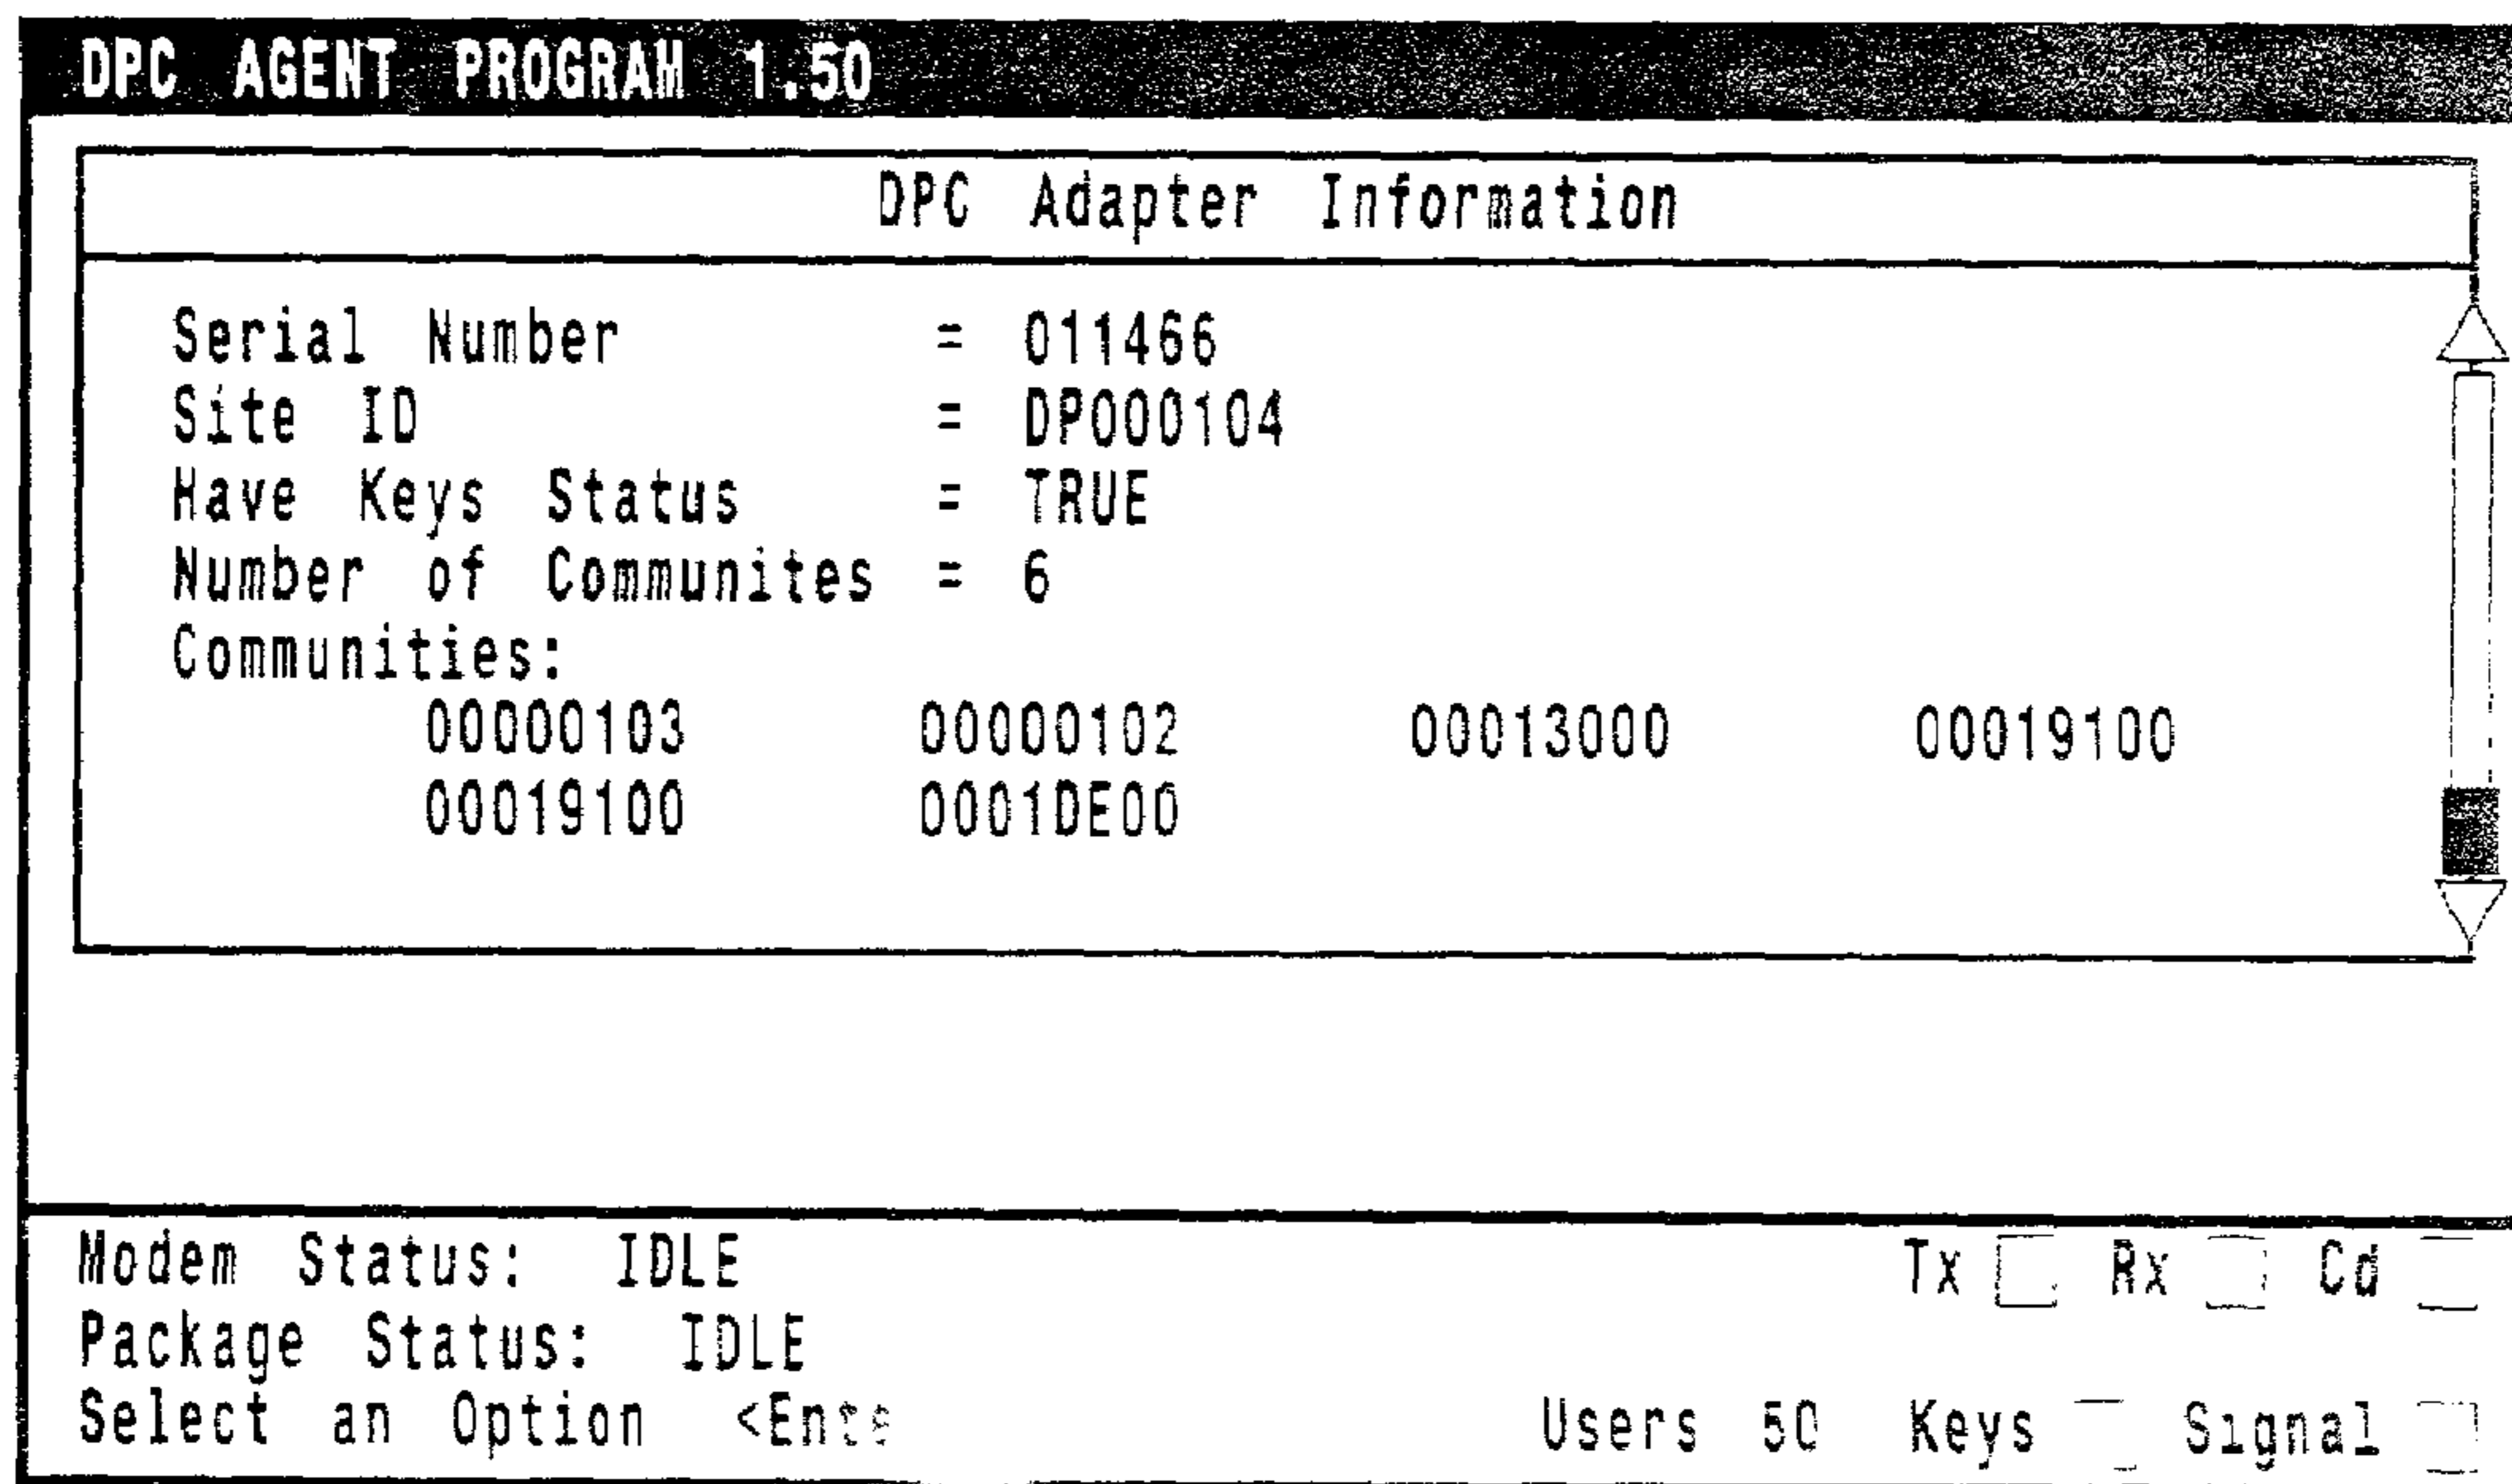 DPC AGENT PROGRAM 1.50
DPC Adapter Information
Serial Number = 011466
Site ID = DP000104
Have Keys Status = TRUE
Number of Communites = 6
Communities:
00000103 00000102 00013000 00019100
00019100 0001DE00
Modem Status: IDLE Tx Rx Cd
Package Status: IDLE
Select an Option Users 50 Keys Signal